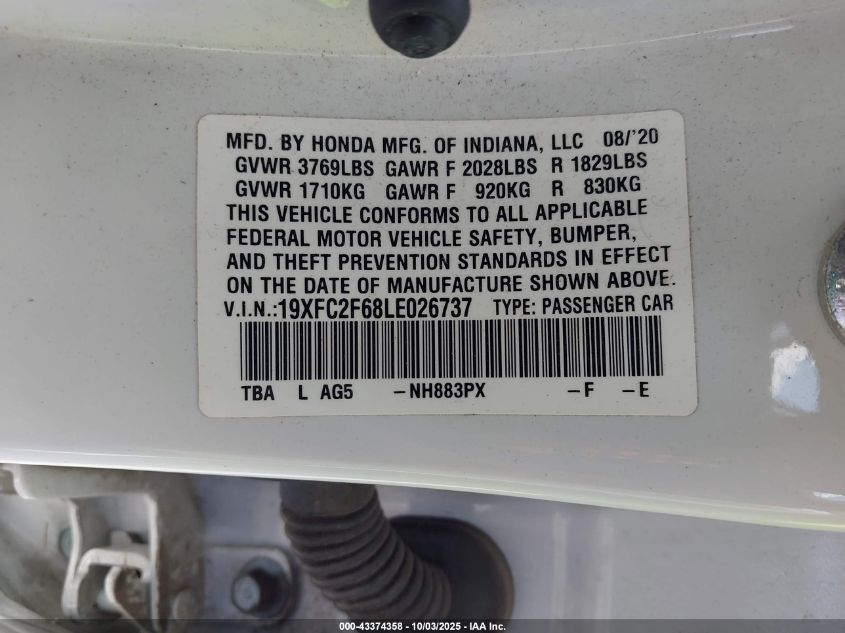 MFD. BY HONDA MFG. OF INDIANA, LLC 08/'20
GVWR 3769LBS GAWR F 2028LBS R 1829LBS
GVWR 1710KG GAWR F 920KG R 830KG
THIS VEHICLE CONFORMS TO ALL APPLICABLE
FEDERAL MOTOR VEHICLE SAFETY, BUMPER,
AND THEFT PREVENTION STANDARDS IN EFFECT
ON THE DATE OF MANUFACTURE SHOWN ABOVE.
V.I.N.:19XFC2F68LE026737 TYPE: PASSENGER CAR
TBA L AG5 -NH883PX -F -E
000-43374358 | 10/03/2025 | IAA Inc.